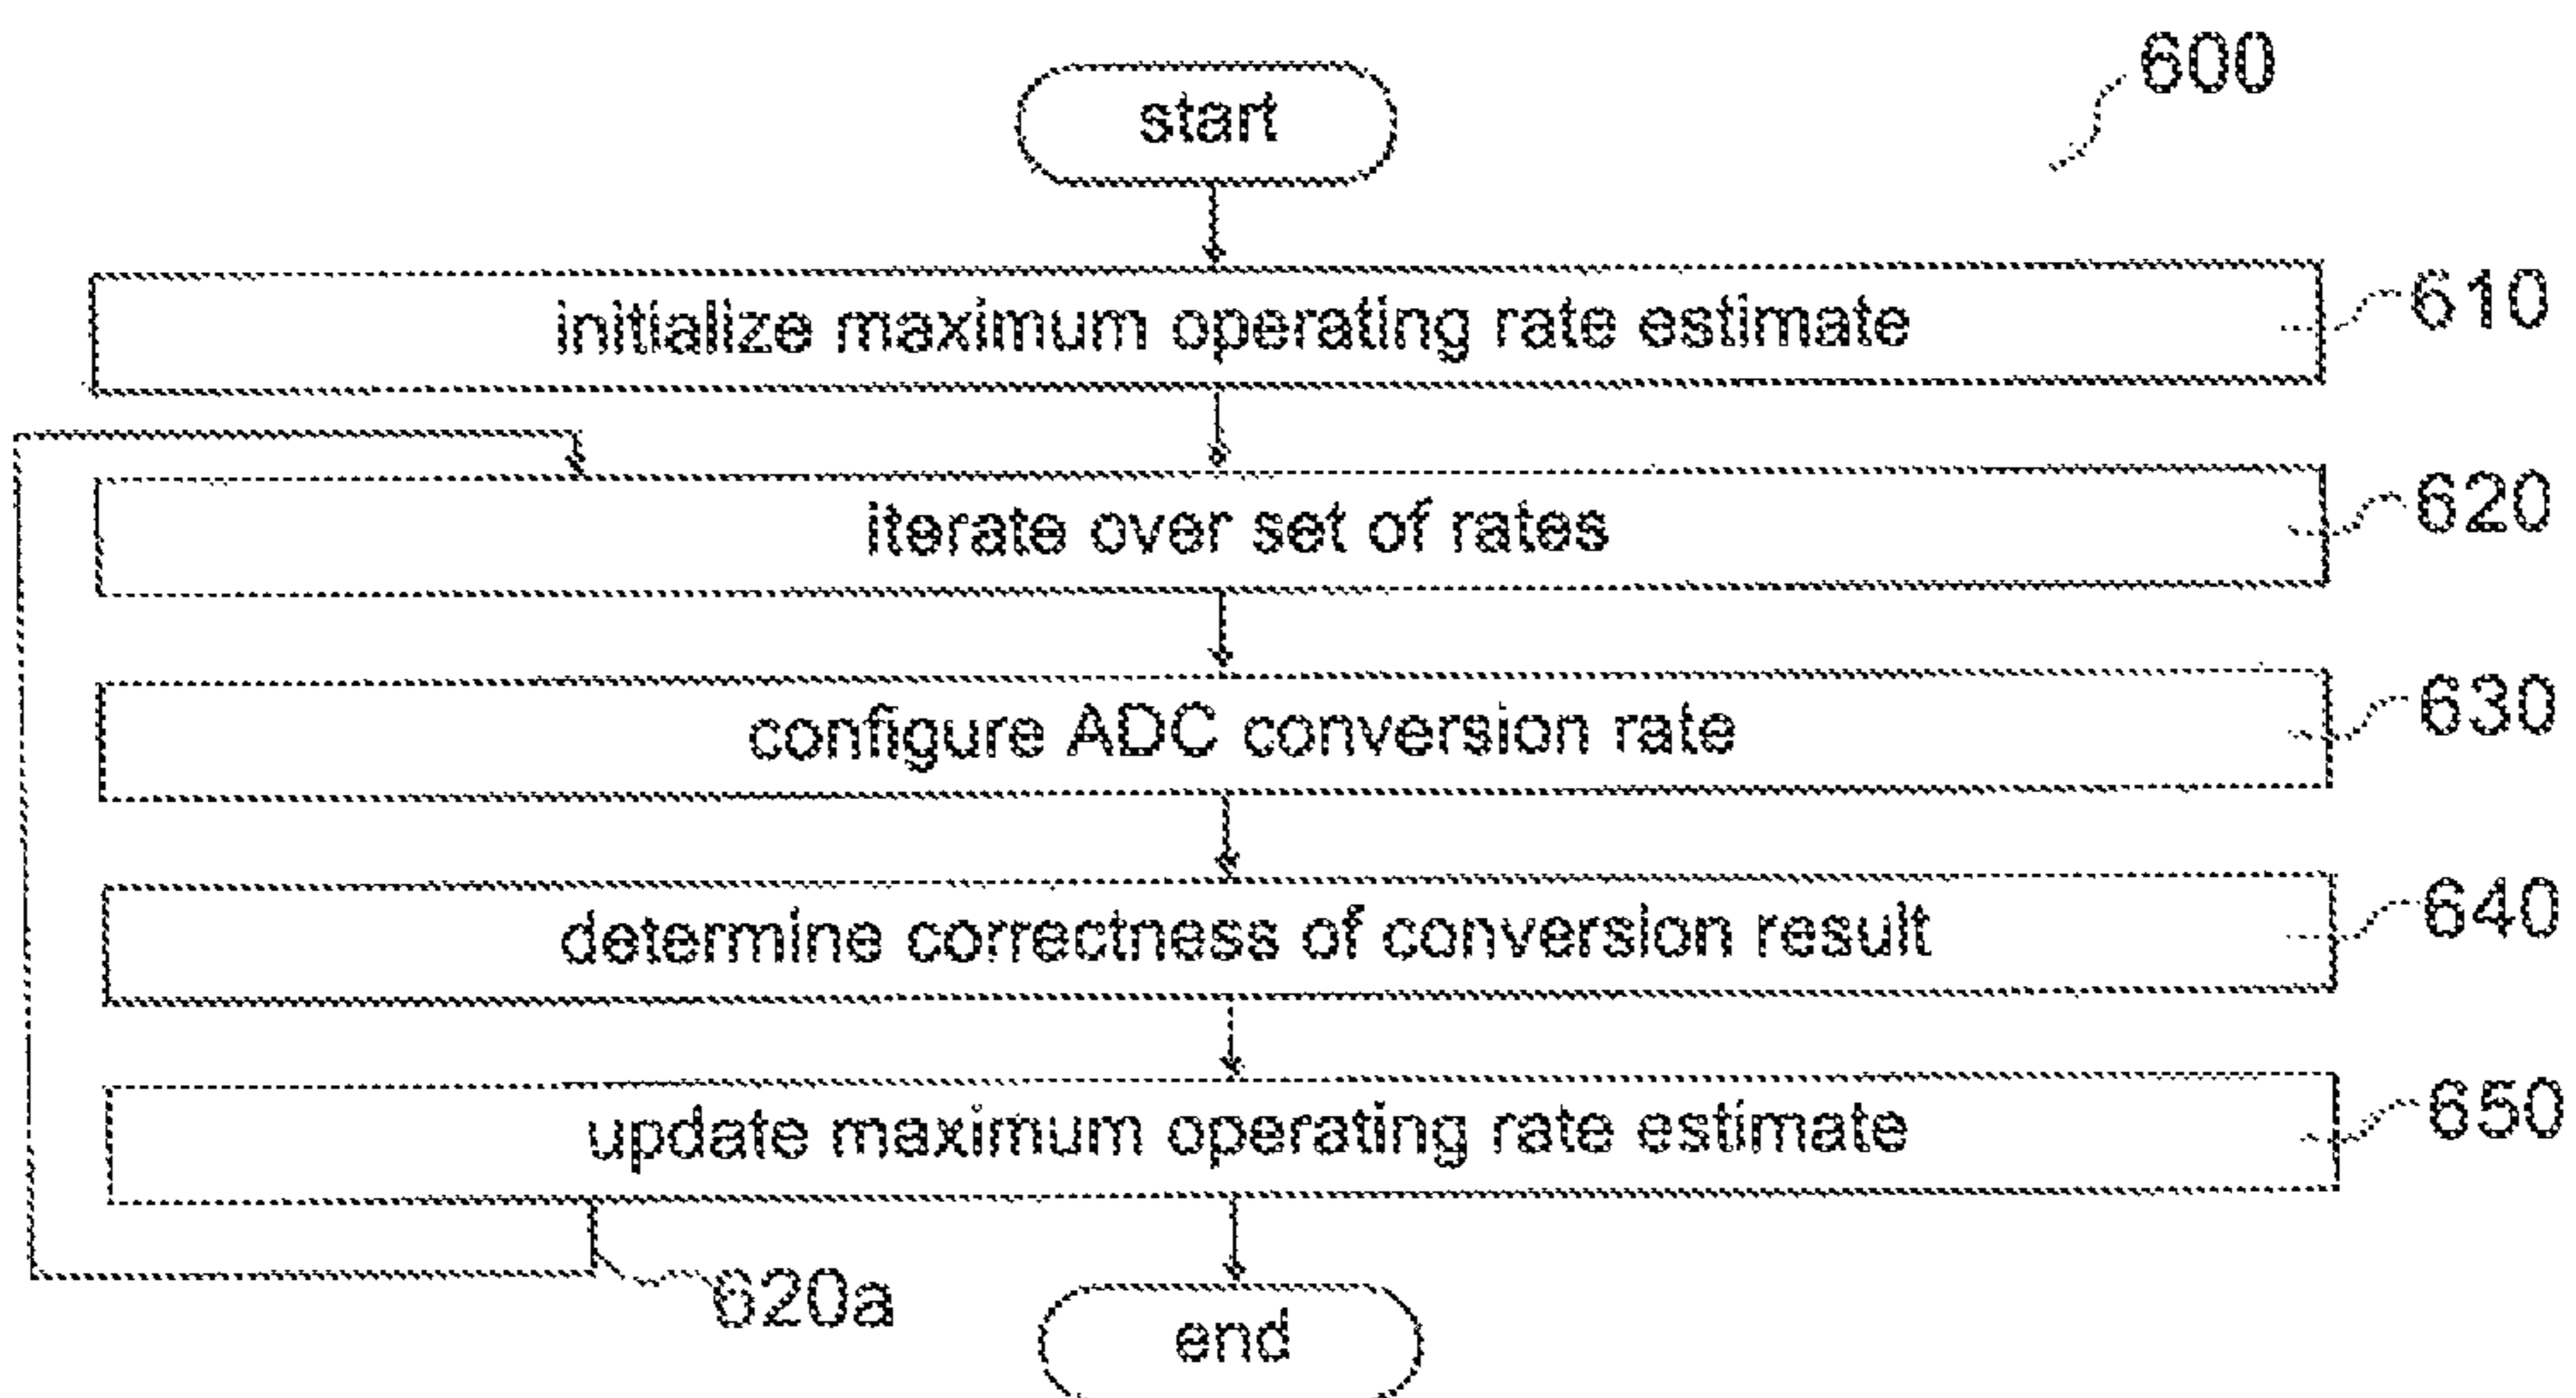 600
start
initialize maximum operating rate estimate
610
iterate over set of rates
620
configure ADC conversion rate
630
determine correctness of conversion result
640
update maximum operating rate estimate
650
620a
end